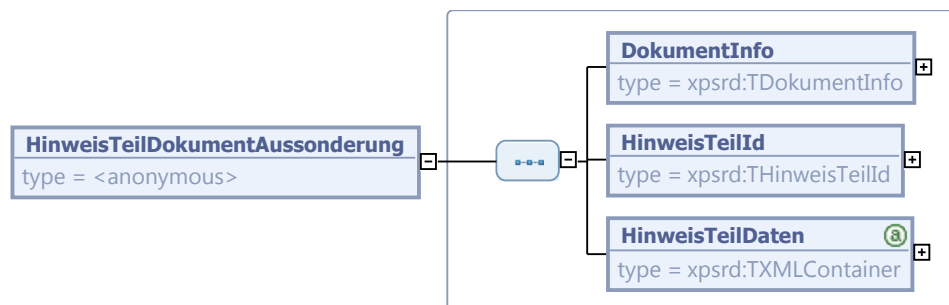 DokumentInfo
type = xpsrd:TDokumentInfo
HinweisTeilDokumentAussonderung
type = <anonymous>
HinweisTeilId
type = xpsrd:THinweisTeilId
HinweisTeilDaten
a
type = xpsrd:TXMLContainer